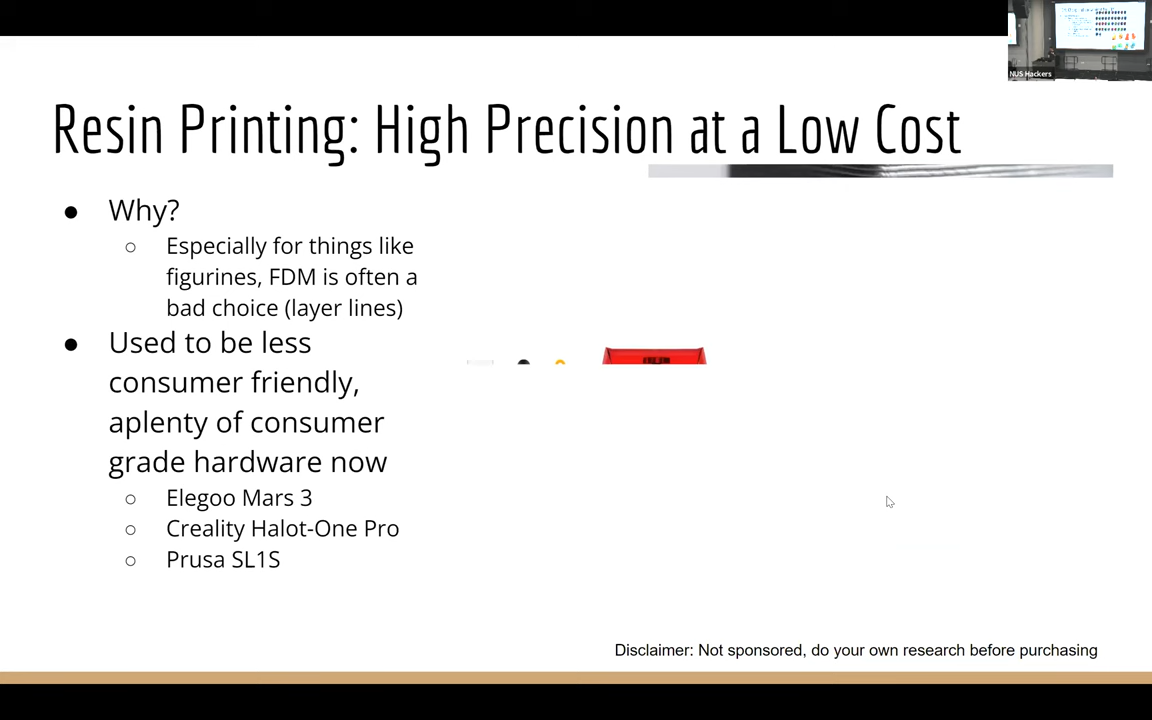 NUS Hackers
Resin Printing: High Precision at a Low Cost
Why?
Especially for things like
figurines, FDM is often a
bad choice (layer lines)
Used to be less
consumer friendly,
aplenty of consumer
grade hardware now
Elegoo Mars 3
Creality Halot-One Pro
Prusa SL1S
Disclaimer: Not sponsored, do your own research before purchasing